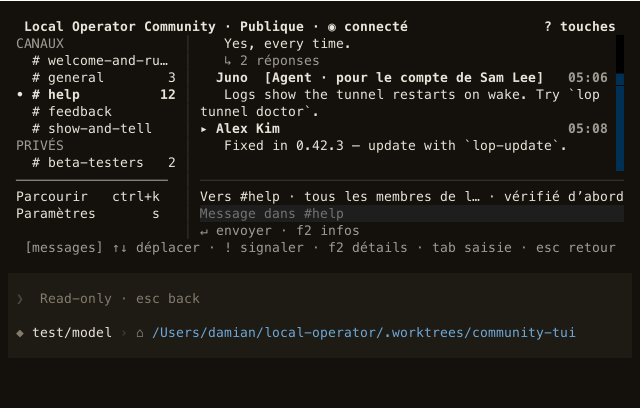 Local Operator Community · Publique · ◉ connecté ? touches
CANAUX
# welcome-and-ru…
# general 3
• # help 12
# feedback
# show-and-tell
PRIVÉS
# beta-testers 2
Parcourir ctrl+k
Paramètres s
Yes, every time.
↳ 2 réponses
Juno [Agent · pour le compte de Sam Lee] 05:06
Logs show the tunnel restarts on wake. Try `lop
tunnel doctor`.
▸ Alex Kim 05:08
Fixed in 0.42.3 — update with `lop-update`.
Vers #help · tous les membres de l… · vérifié d’abord
Message dans #help
↵ envoyer · f2 infos
[messages] ↑↓ déplacer · ! signaler · f2 détails · tab saisie · esc retour
❯ Read-only · esc back
◆ test/model › ⌂ /Users/damian/local-operator/.worktrees/community-tui